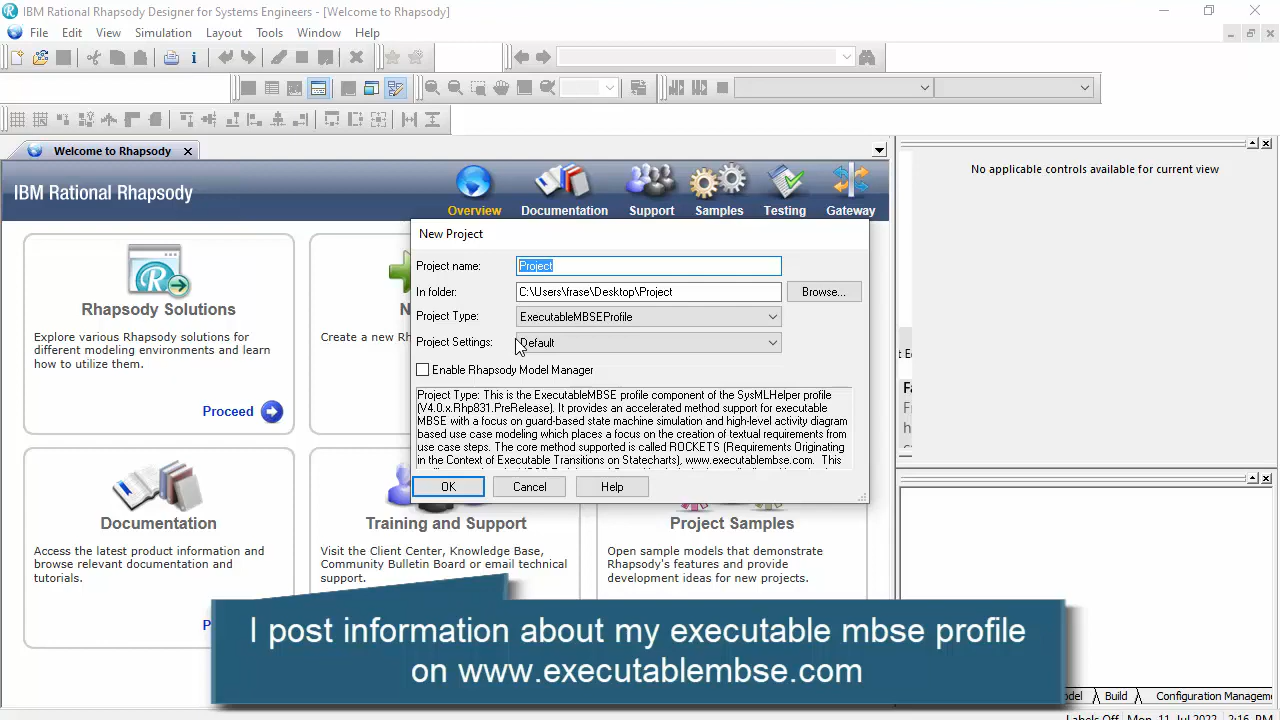 IBM Rational Rhapsody Designer for Systems Engineers - [Welcome to Rhapsody]
File Edit View Simulation Layout Tools Window Help
Welcome to Rhapsody
No applicable controls available for current view
IBM Rational Rhapsody
Overview Documentation Support Samples Testing Gateway
New Project
Project name: Project
In folder: C:\Users\frase\Desktop\Project Browse...
Project Type: ExecutableMBSEProfile
Project Settings: Default
Enable Rhapsody Model Manager
Project Type: This is the ExecutableMBSE profile component of the SysMLHelper profile
(V4.0.x.Rhp831.PreRelease). It provides an accelerated method support for executable
MBSE with a focus on guard-based state machine simulation and high-level activity diagram
based use case modeling which places a focus on the creation of textual requirements from
use case steps. The core method supported is called ROCKETS (Requirements Originating
in the Context of Executable Transitions on Statecharts), www.executablembse.com. This
OK Cancel Help
Rhapsody Solutions
Explore various Rhapsody solutions for
different modeling environments and learn
how to utilize them.
Proceed
N
Create a new Rh
Documentation
Access the latest product information and
browse relevant documentation and
tutorials.
P
Training and Support
Visit the Client Center, Knowledge Base,
Community Bulletin Board or email technical
support.
Project Samples
Open sample models that demonstrate
Rhapsody's features and provide
development ideas for new projects.
I post information about my executable mbse profile
on www.executablembse.com
del Build Configuration Managem
Labels Off Mon, 11, Jul 2022 2:16 PM